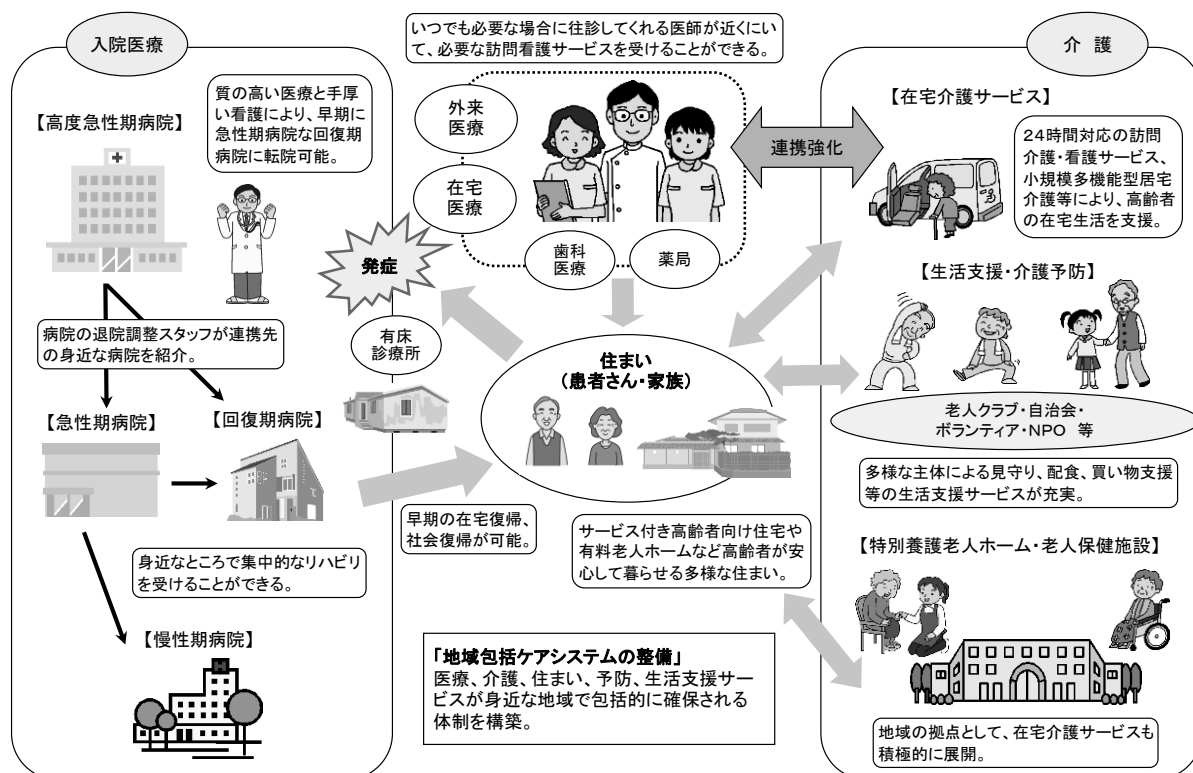 入院医療
【高度急性期病院】
質の高い医療と手厚
い看護により、早期に
急性期病院な回復期
病院に転院可能。
病院の退院調整スタッフが連携先
の身近な病院を紹介。
【急性期病院】
【回復期病院】
身近なところで集中的なリハビリ
を受けることができる。
【慢性期病院】
いつでも必要な場合に往診してくれる医師が近くにい
て、必要な訪問看護サービスを受けることができる。
外来
医療
在宅
医療
歯科
医療
薬局
連携強化
発症
有床
診療所
住まい
(患者さん・家族)
早期の在宅復帰、
社会復帰が可能。
サービス付き高齢者向け住宅や
有料老人ホームなど高齢者が安
心して暮らせる多様な住まい。
「地域包括ケアシステムの整備」
医療、介護、住まい、予防、生活支援サー
ビスが身近な地域で包括的に確保される
体制を構築。
介 護
【在宅介護サービス】
24時間対応の訪問
介護・看護サービス、
小規模多機能型居宅
介護等により、高齢者
の在宅生活を支援。
【生活支援・介護予防】
老人クラブ・自治会・
ボランティア・NPO 等
多様な主体による見守り、配食、買い物支援
等の生活支援サービスが充実。
【特別養護老人ホーム・老人保健施設】
地域の拠点として、在宅介護サービスも
積極的に展開。